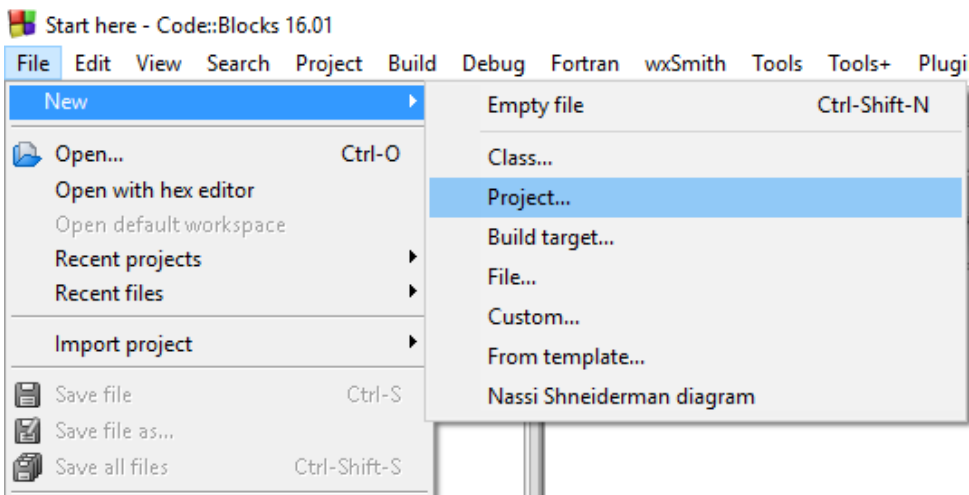 Start here - Code::Blocks 16.01
File Edit View Search Project Build Debug Fortran wxSmith Tools Tools+ Plugi
New
Open... Ctrl-O
Open with hex editor
Open default workspace
Recent projects
Recent files
Import project
Save file Ctrl-S
Save file as...
Save all files Ctrl-Shift-S
Empty file Ctrl-Shift-N
Class...
Project...
Build target...
File...
Custom...
From template...
Nassi Shneiderman diagram